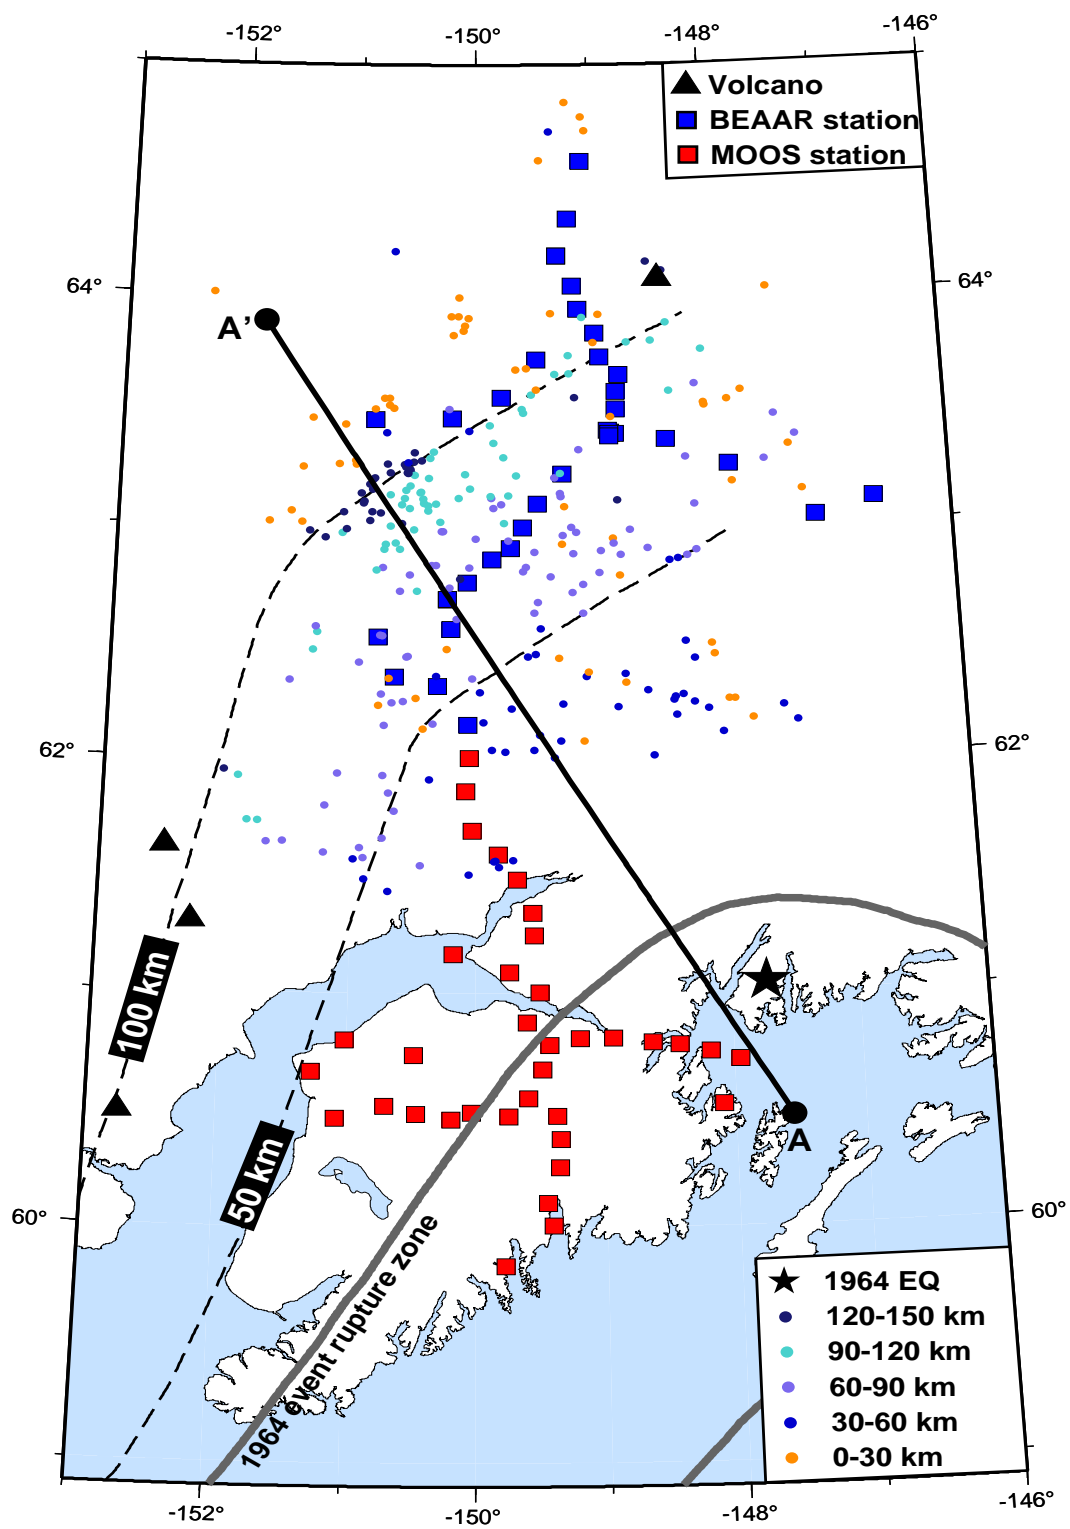 -152°
-150°
-148°
-146°
Volcano
BEAAR station
MOOS station
64°
64°
A’
62°
62°
100 km
50 km
A
60°
60°
1964 event rupture zone
1964 EQ
120-150 km
90-120 km
60-90 km
30-60 km
0-30 km
-152°
-150°
-148°
-146°